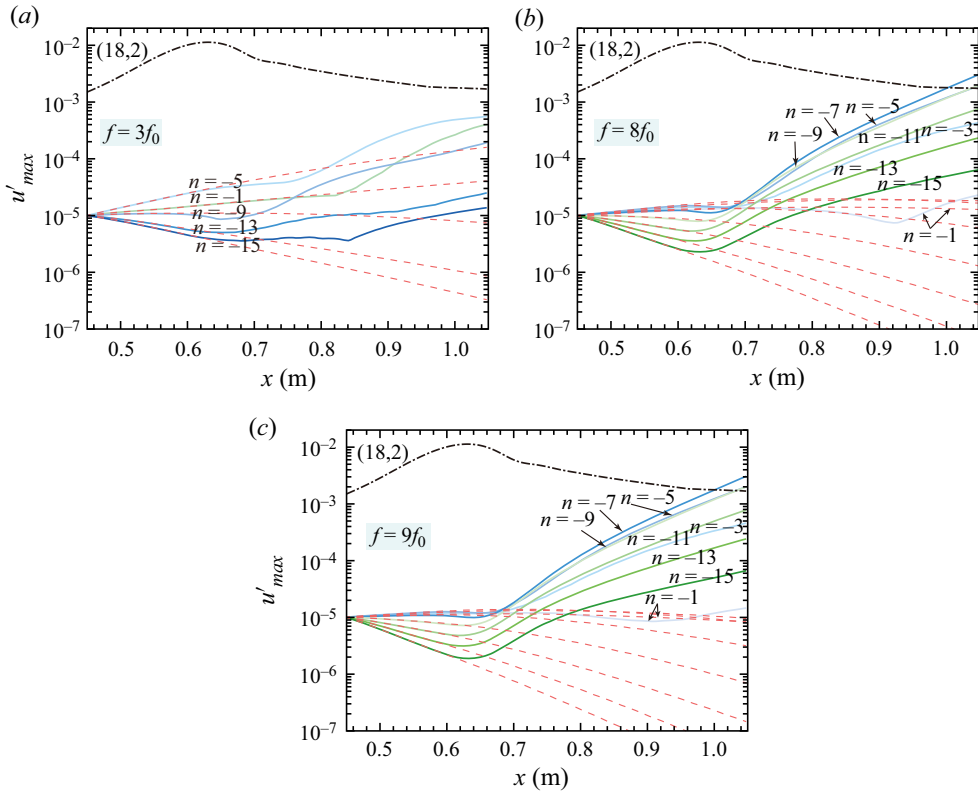 (a)
(b)
10⁻²
10⁻³
10⁻⁴
10⁻⁵
10⁻⁶
10⁻⁷
u′max
(18,2)
f = 3f₀
n = –5
n = –1
n = –9
n = –13
n = –15
0.5 0.6 0.7 0.8 0.9 1.0
x (m)
10⁻²
10⁻³
10⁻⁴
10⁻⁵
10⁻⁶
10⁻⁷
(18,2)
f = 8f₀
n = –7
n = –5
n = –9
n = –11
n = –3
n = –13
n = –15
n = –1
0.5 0.6 0.7 0.8 0.9 1.0
x (m)
(c)
10⁻²
10⁻³
10⁻⁴
10⁻⁵
10⁻⁶
10⁻⁷
u′max
(18,2)
f = 9f₀
n = –7
n = –5
n = –9
n = –11
n = –3
n = –13
n = –15
n = –1
0.5 0.6 0.7 0.8 0.9 1.0
x (m)